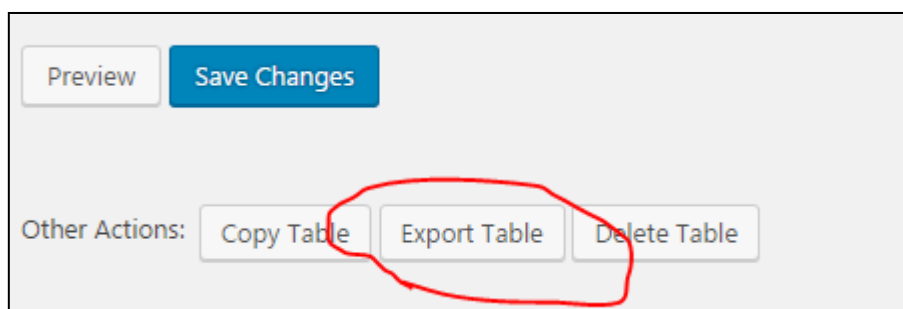 Preview Save Changes
Other Actions: Copy Table Export Table Delete Table